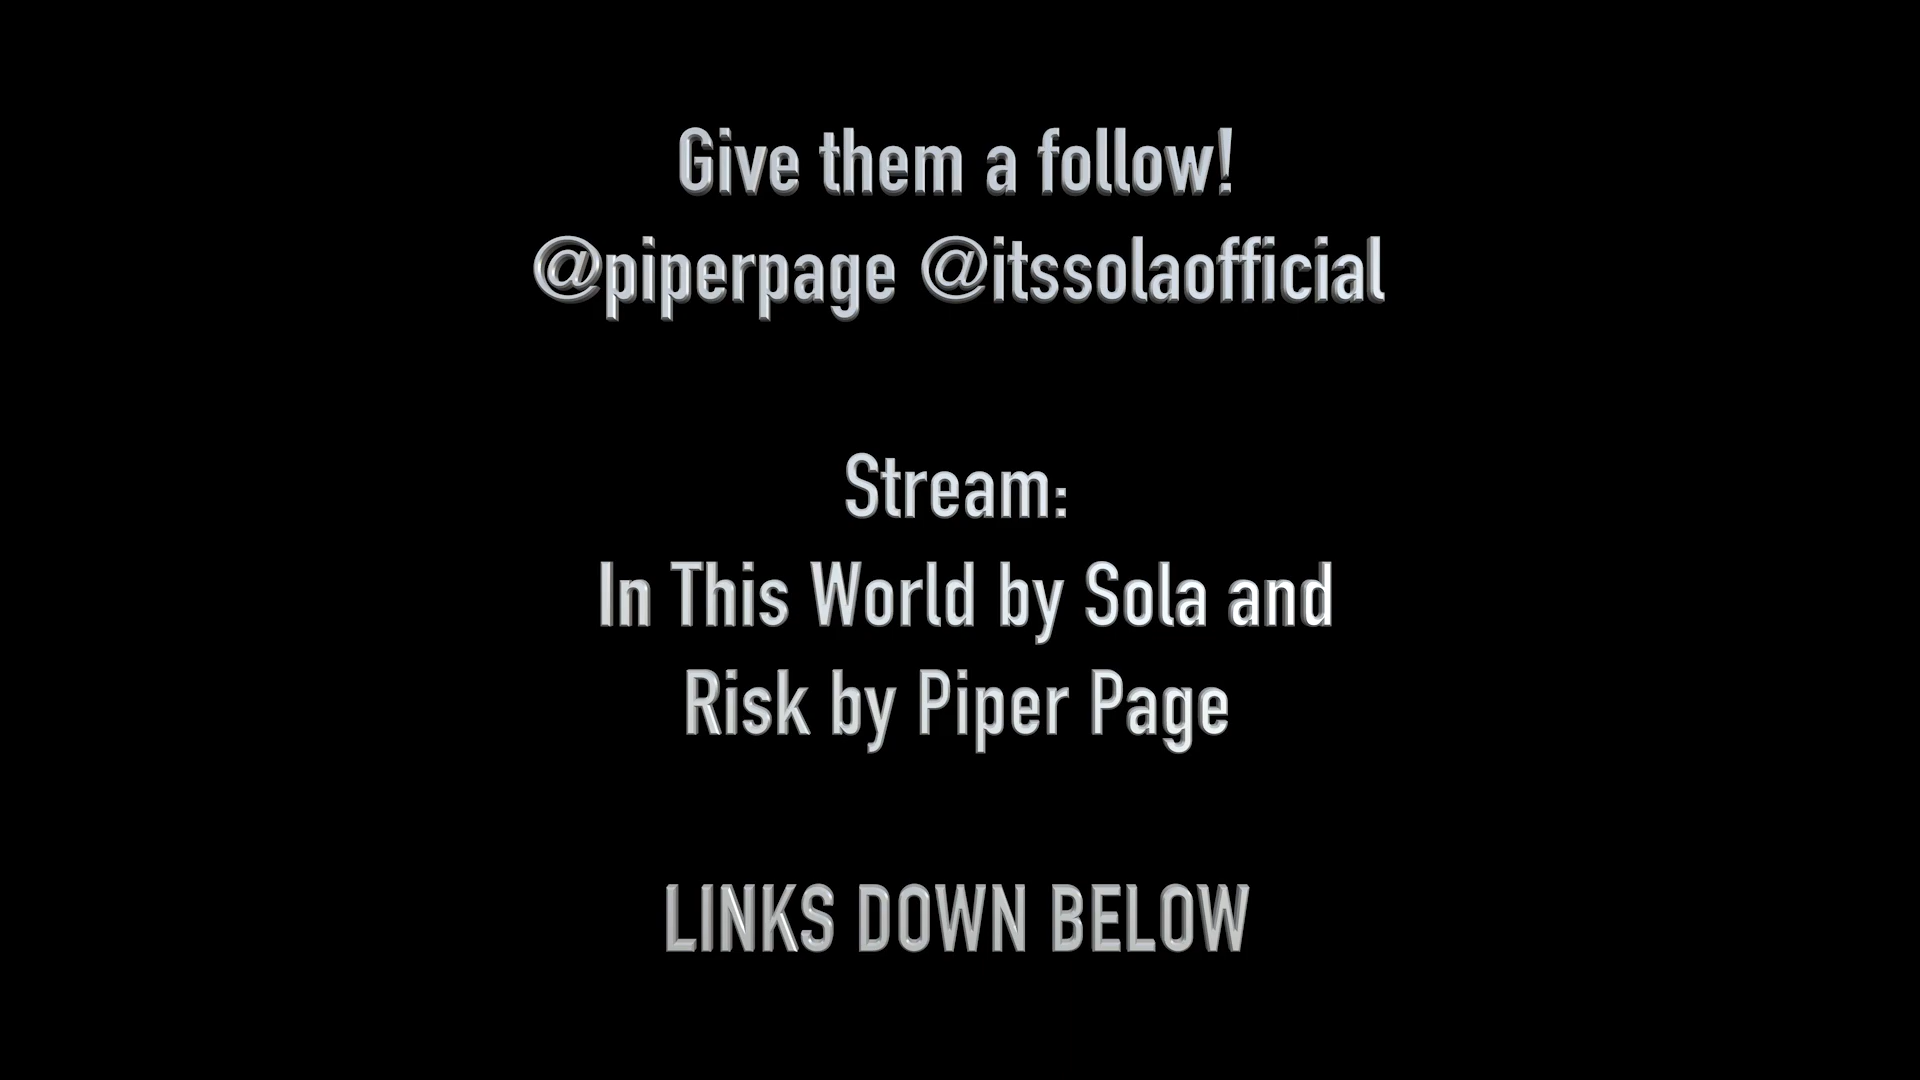 Give them a follow!
@piperpage @itssolaofficial
Stream:
In This World by Sola and
Risk by Piper Page
LINKS DOWN BELOW